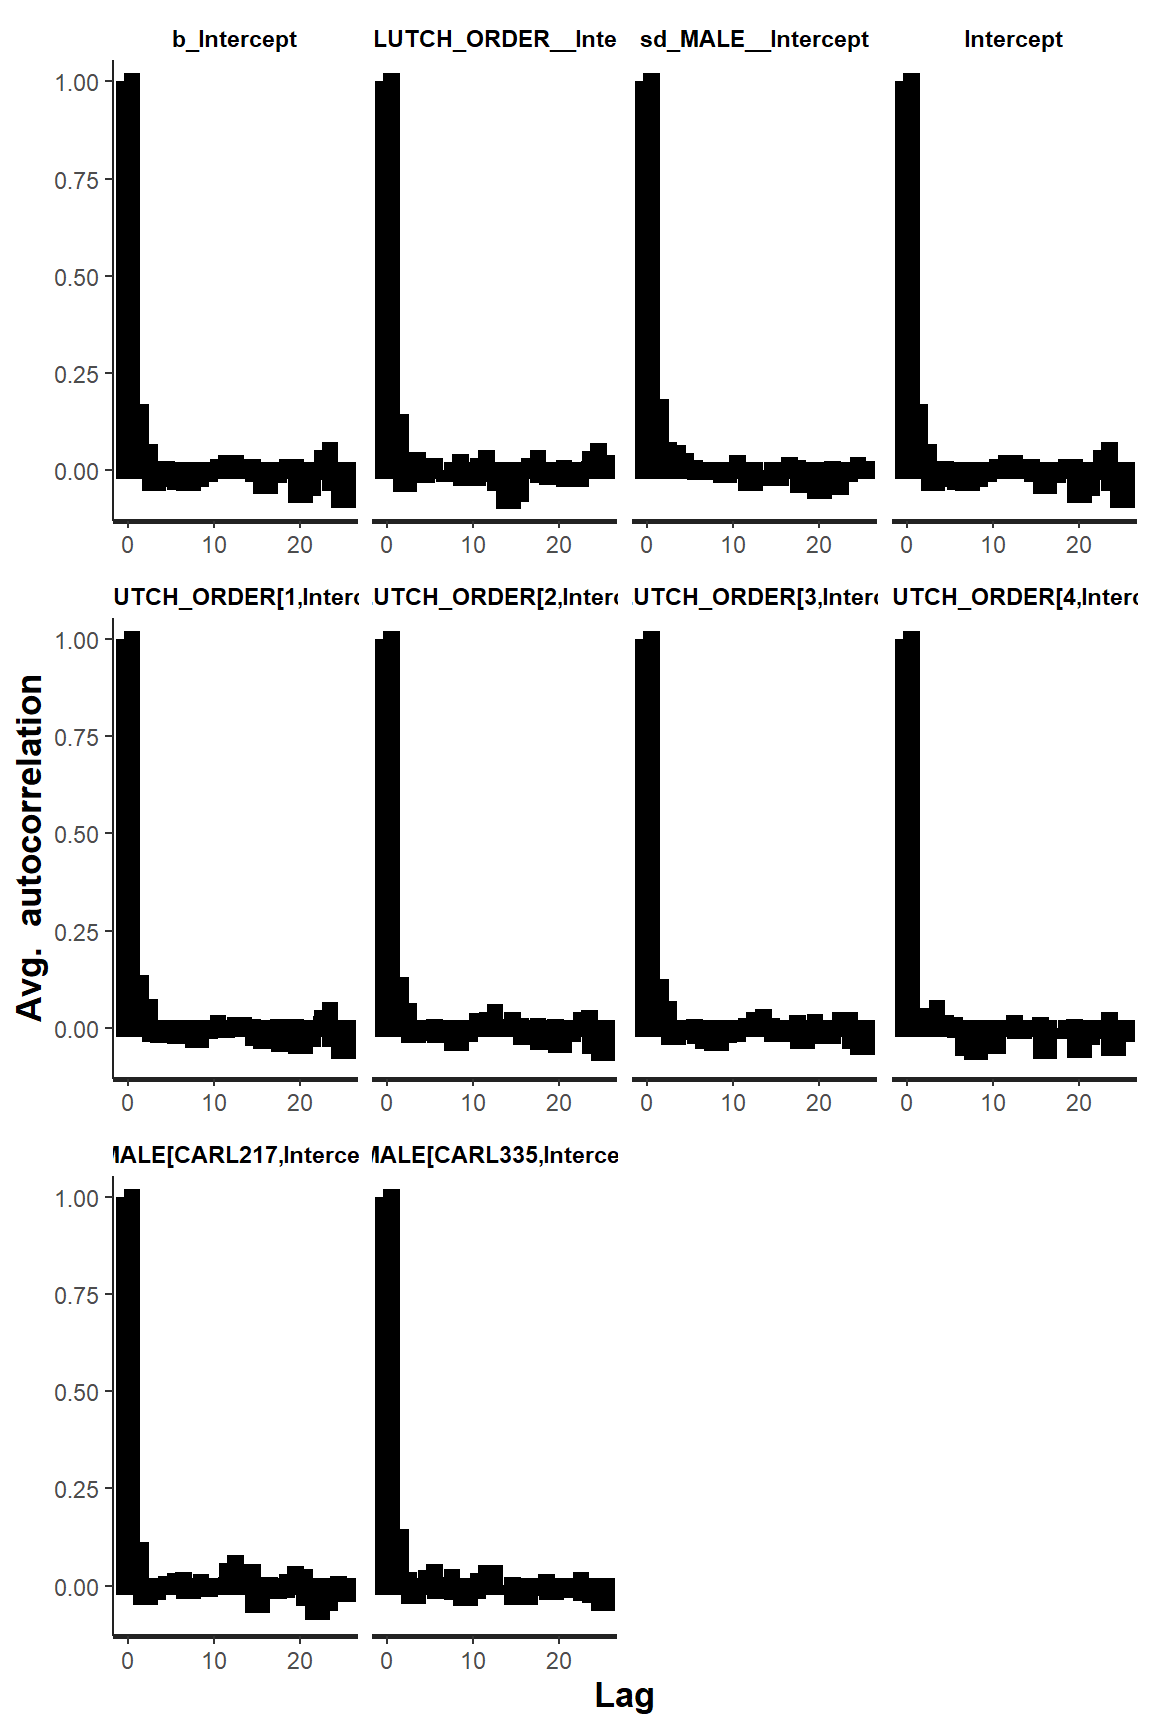 b_Intercept LUTCH_ORDER__Inte sd_MALE__Intercept Intercept
1.00
0.75
0.50
0.25
0.00
0 10 20 0 10 20 0 10 20 0 10 20
UTCH_ORDER[1,Interc UTCH_ORDER[2,Interc UTCH_ORDER[3,Interc UTCH_ORDER[4,Interc
1.00
0.75
0.50
0.25
0.00
0 10 20 0 10 20 0 10 20 0 10 20
MALE[CARL217,Interce MALE[CARL335,Interce
1.00
0.75
0.50
0.25
0.00
0 10 20 0 10 20
Avg. autocorrelation
Lag